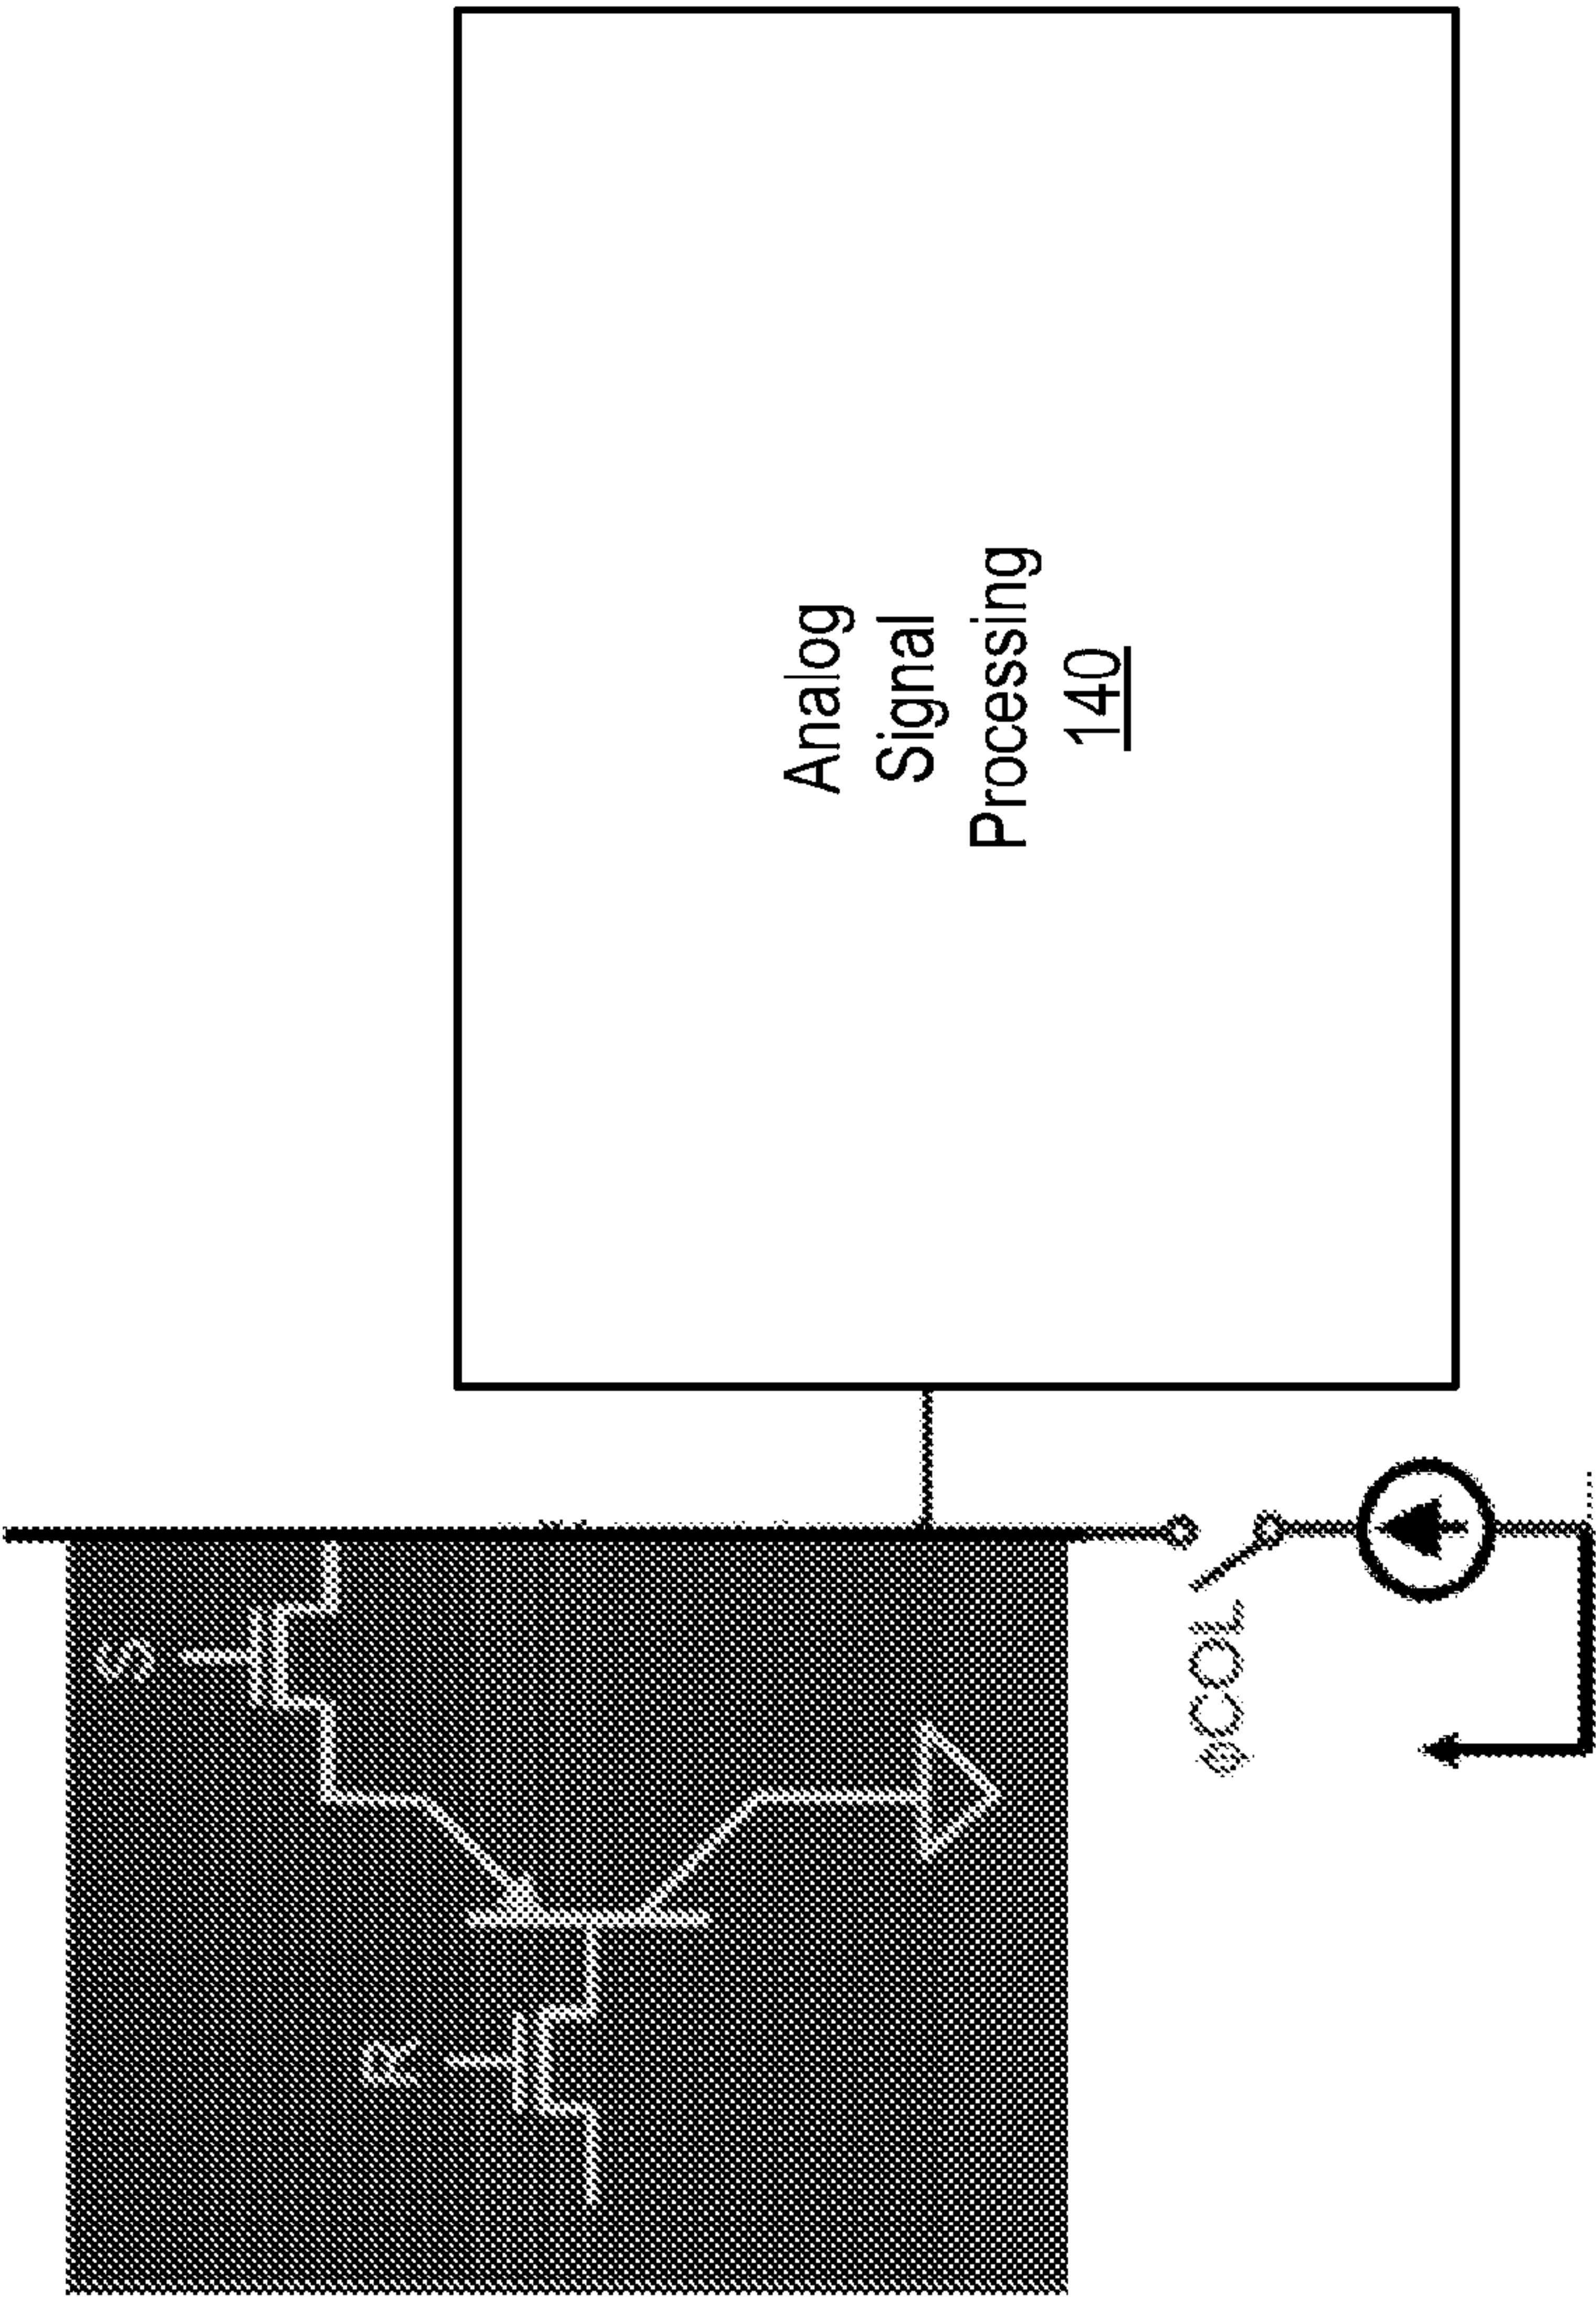 S
R
φCOL
Analog
Signal
Processing
140